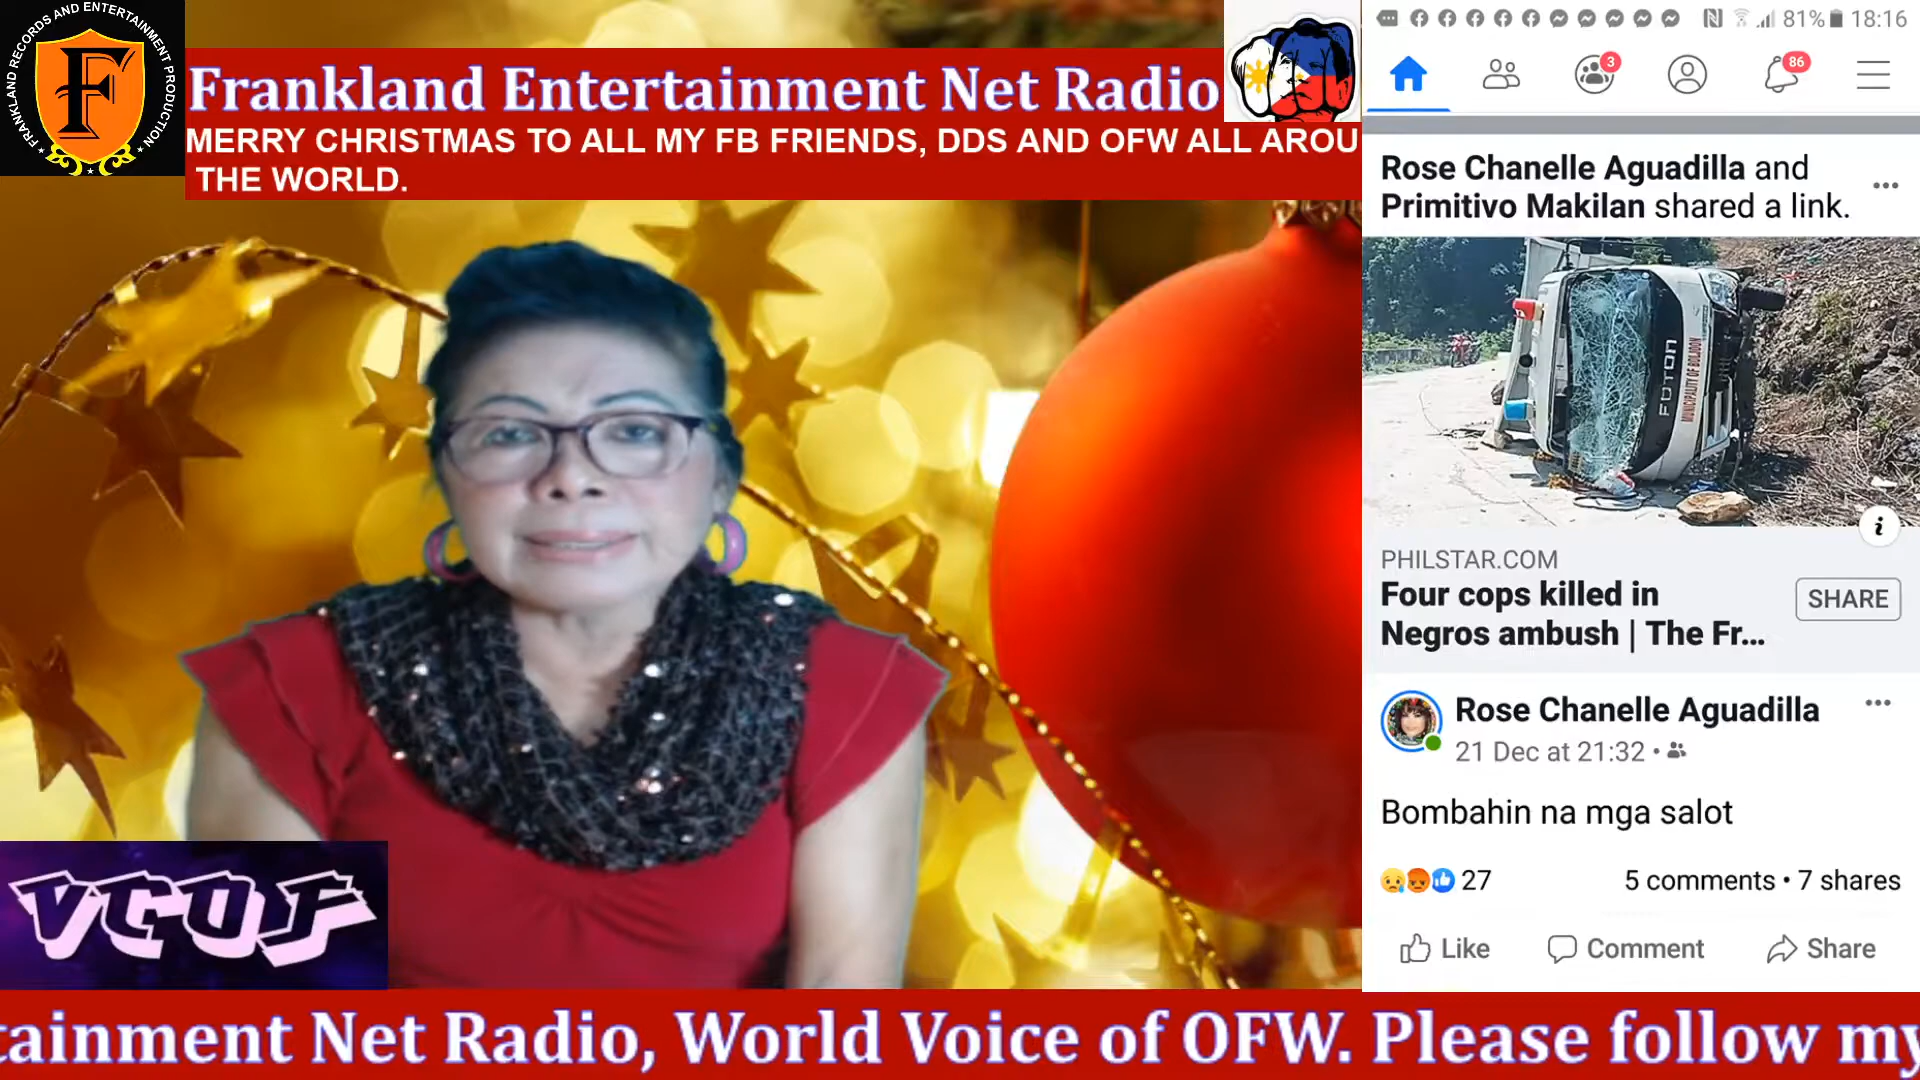 FRANKLAND RECORDS AND ENTERTAINMENT PRODUCTION
F
Frankland Entertainment Net Radio
MERRY CHRISTMAS TO ALL MY FB FRIENDS, DDS AND OFW ALL AROU
THE WORLD.
VCOF
81% 18:16
3
86
Rose Chanelle Aguadilla and
Primitivo Makilan shared a link.
FOTON
MUNICIPALITY OF
PHILSTAR.COM
Four cops killed in
Negros ambush | The Fr...
SHARE
Rose Chanelle Aguadilla
21 Dec at 21:32
Bombahin na mga salot
27
5 comments • 7 shares
Like
Comment
Share
tainment Net Radio, World Voice of OFW. Please follow my